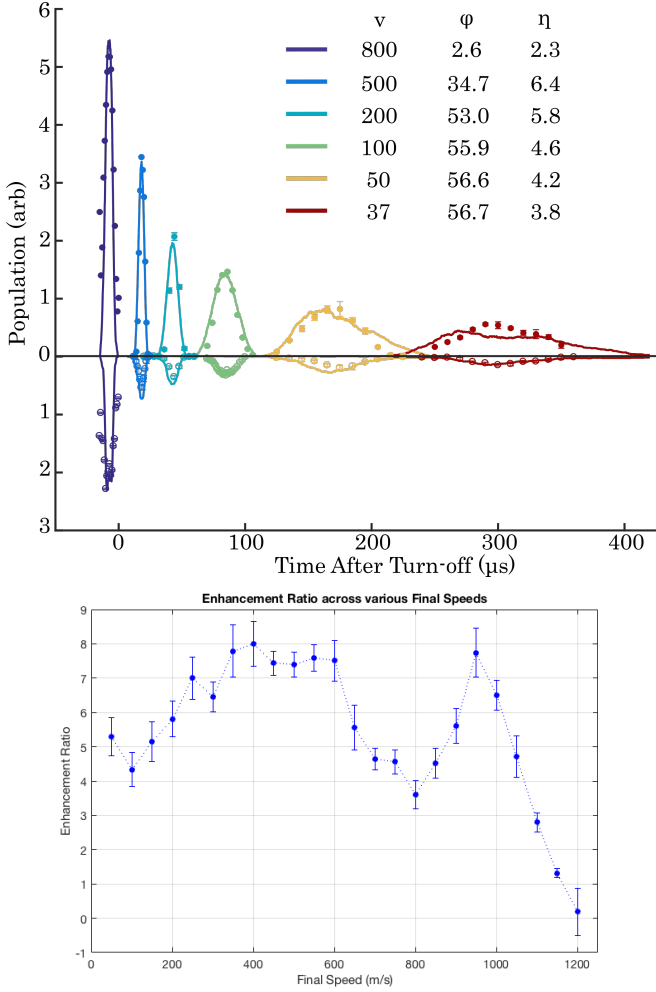 v φ η
800 2.6 2.3
500 34.7 6.4
200 53.0 5.8
100 55.9 4.6
50 56.6 4.2
37 56.7 3.8
Population (arb)
6
5
4
3
2
1
0
1
2
3
0 100 200 300 400
Time After Turn-off (μs)
Enhancement Ratio across various Final Speeds
Enhancement Ratio
9
8
7
6
5
4
3
2
1
0
-1
0 200 400 600 800 1000 1200
Final Speed (m/s)